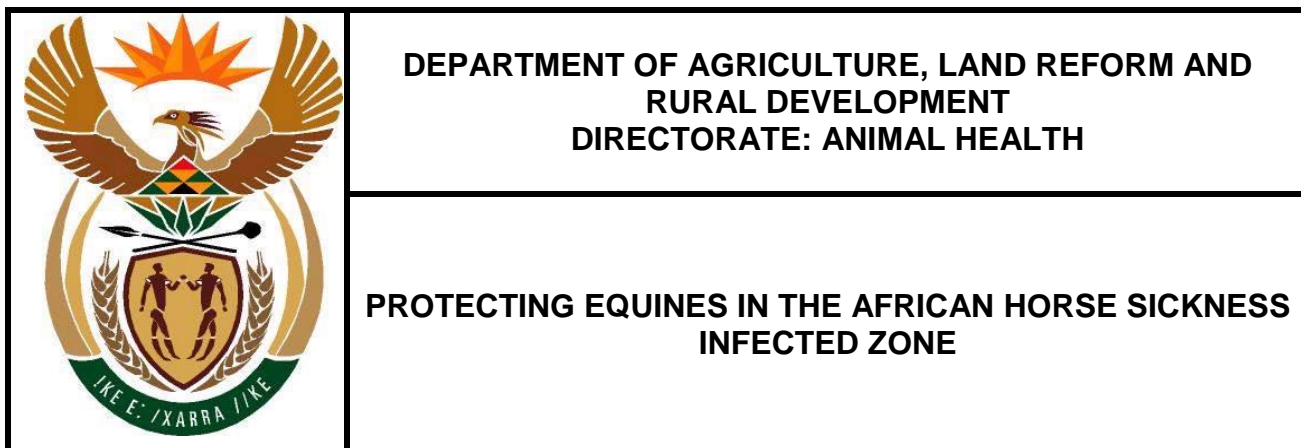 DEPARTMENT OF AGRICULTURE, LAND REFORM AND
RURAL DEVELOPMENT
DIRECTORATE: ANIMAL HEALTH
PROTECTING EQUINES IN THE AFRICAN HORSE SICKNESS
INFECTED ZONE
!KE E: /XARRA //KE